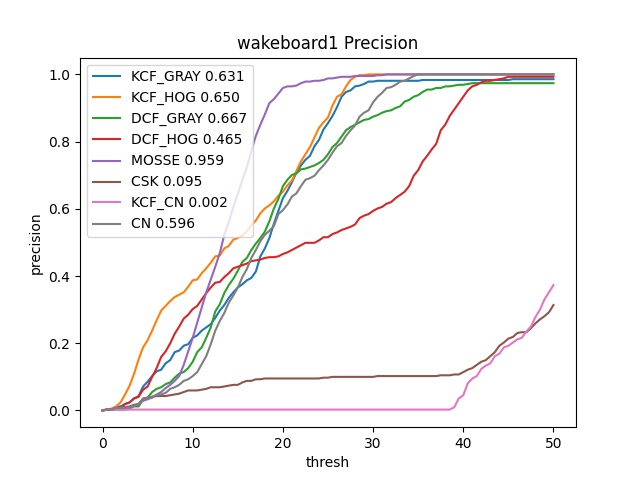 wakeboard1 Precision
precision
1.0
0.8
0.6
0.4
0.2
0.0
KCF_GRAY 0.631
KCF_HOG 0.650
DCF_GRAY 0.667
DCF_HOG 0.465
MOSSE 0.959
CSK 0.095
KCF_CN 0.002
CN 0.596
0 10 20 30 40 50
thresh